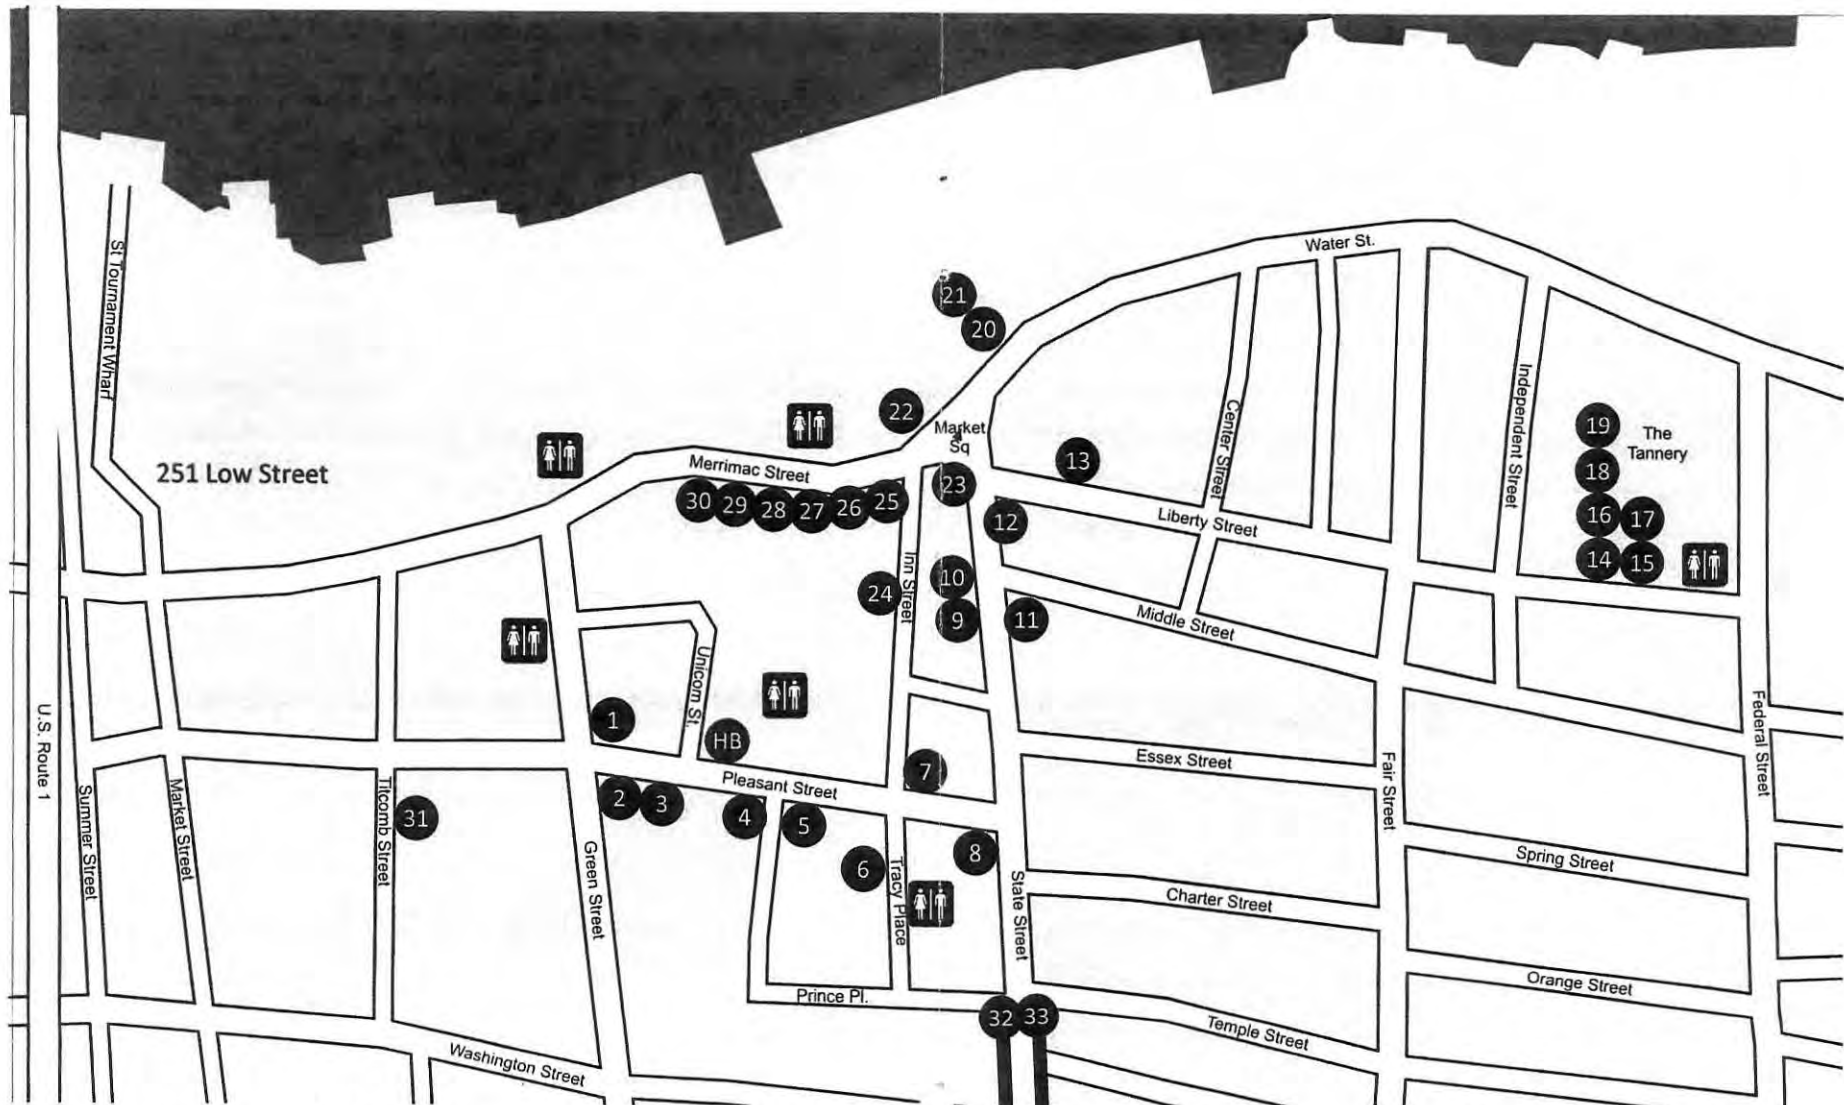 Water St.
St Tournament Wharf
21
20
22
Market
Sq
13
Center Street
Independent Street
19
The
Tannery
18
16
17
14
15
251 Low Street
Merrimac Street
30
29
28
27
26
25
23
12
Liberty Street
Inn Street
24
10
9
11
Middle Street
Unicom St.
1
HB
Pleasant Street
7
Essex Street
Fair Street
Federal Street
U.S. Route 1
Summer Street
Market Street
Titcomb Street
31
Green Street
2
3
4
5
6
Tracy Place
8
State Street
Charter Street
Spring Street
Orange Street
Prince Pl.
32
33
Temple Street
Washington Street